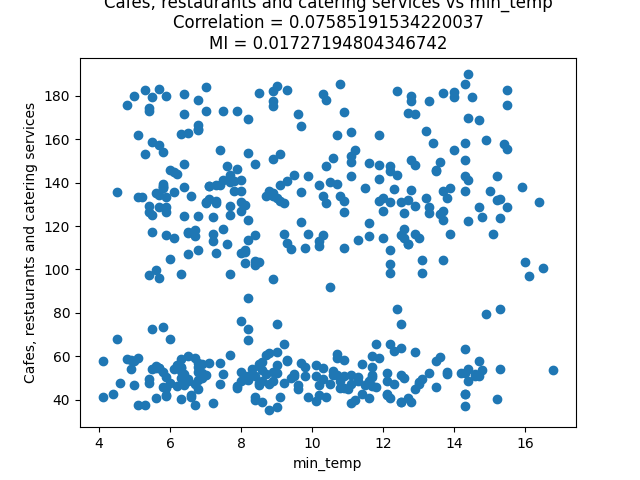 Cafes, restaurants and catering services vs min_temp
Correlation = 0.07585191534220037
MI = 0.01727194804346742
Cafes, restaurants and catering services
180
160
140
120
100
80
60
40
4 6 8 10 12 14 16
min_temp